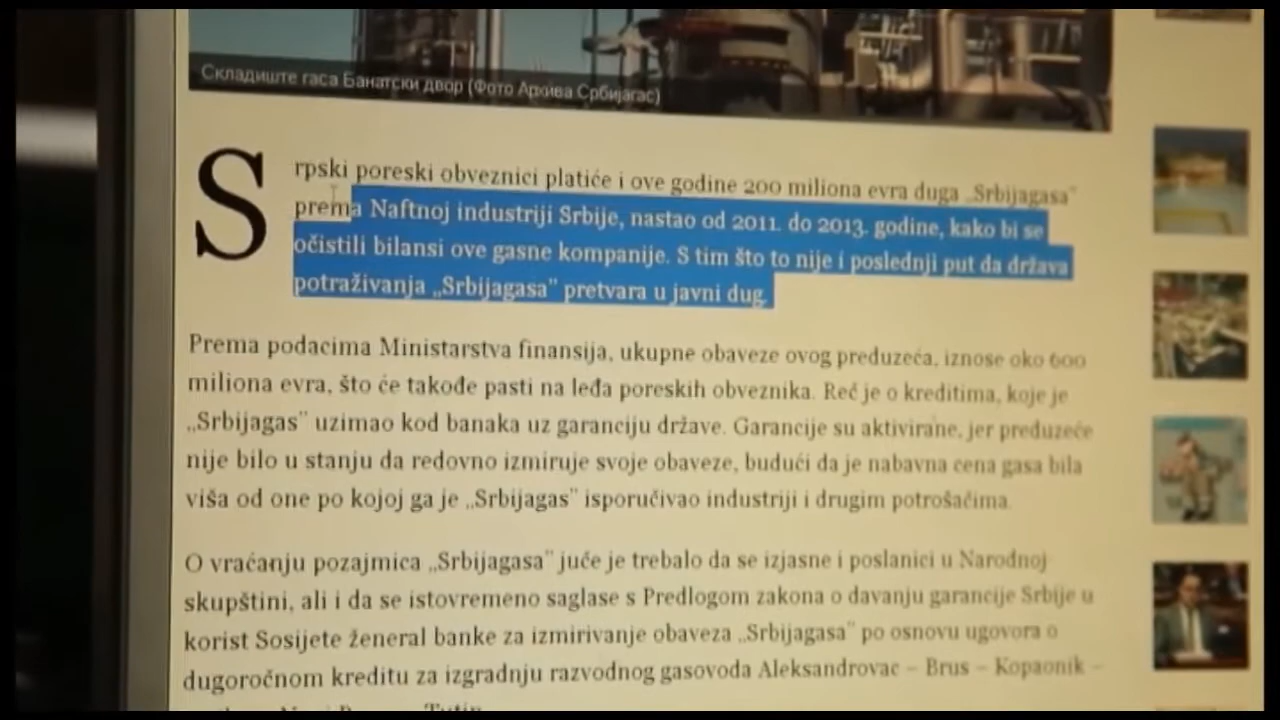 Складиште гаса Банатски двор (Фото Архива Србијагас)
Srpski poreski obveznici platiće i ove godine 200 miliona evra duga „Srbijagasa”
prema Naftnoj industriji Srbije, nastao od 2011. do 2013. godine, kako bi se
očistili bilansi ove gasne kompanije. S tim što to nije i poslednji put da država
potraživanja „Srbijagasa” pretvara u javni dug.
Prema podacima Ministarstva finansija, ukupne obaveze ovog preduzeća, iznose oko 600
miliona evra, što će takođe pasti na leđa poreskih obveznika. Reč je o kreditima, koje je
„Srbijagas” uzimao kod banaka uz garanciju države. Garancije su aktivirane, jer preduzeće
nije bilo u stanju da redovno izmiruje svoje obaveze, budući da je nabavna cena gasa bila
viša od one po kojoj ga je „Srbijagas” isporučivao industriji i drugim potrošačima.
O vraćanju pozajmica „Srbijagasa” juče je trebalo da se izjasne i poslanici u Narodnoj
skupštini, ali i da se istovremeno saglase s Predlogom zakona o davanju garancije Srbije u
korist Sosijete ženeral banke za izmirivanje obaveza „Srbijagasa” po osnovu ugovora o
dugoročnom kreditu za izgradnju razvodnog gasovoda Aleksandrovac – Brus – Kopaonik –